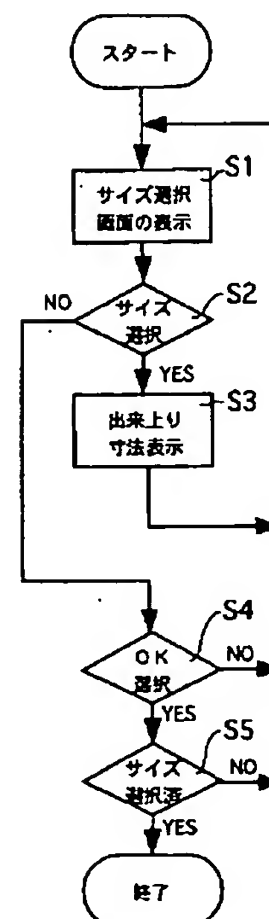 スタート
S1
サイズ選択
画面の表示
S2
NO
サイズ
選択
YES
S3
出来上り
寸法表示
S4
OK
選択
NO
YES
S5
サイズ
選択済
NO
YES
終了